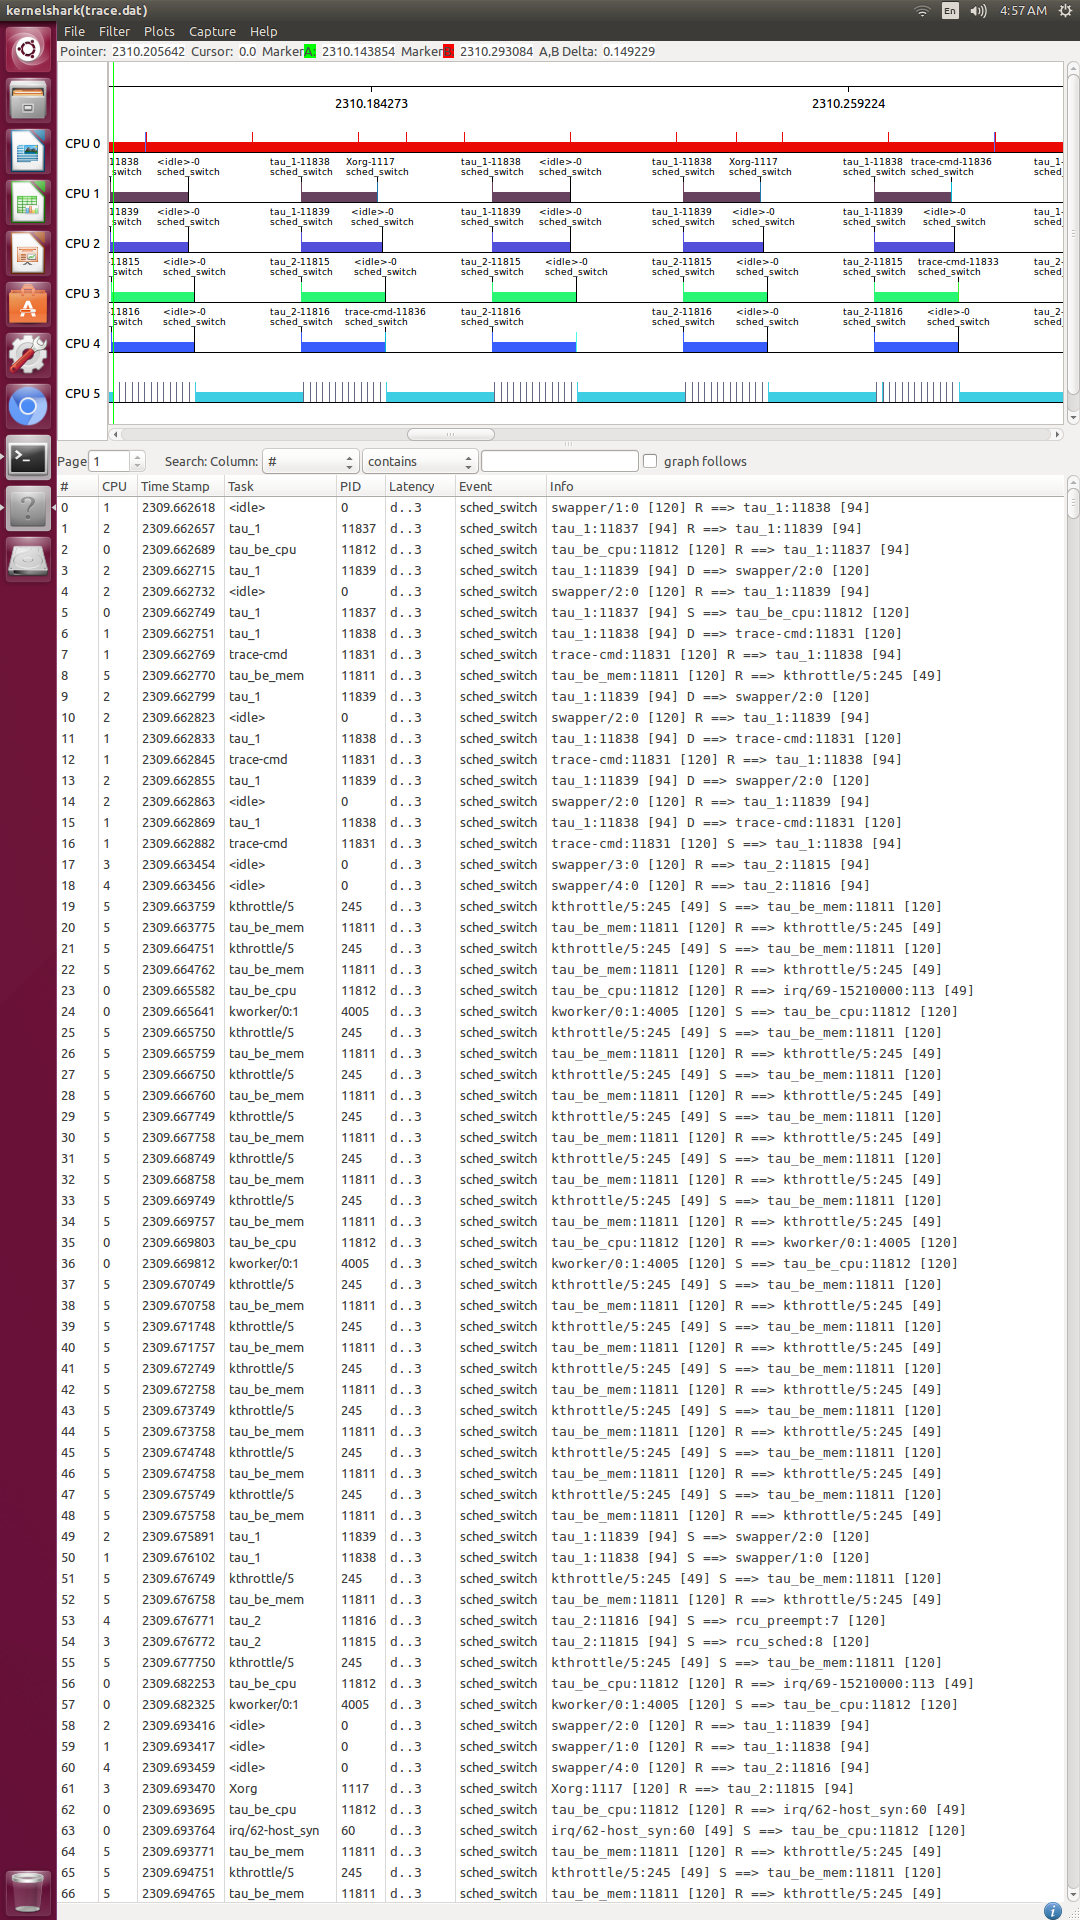 kernelshark(trace.dat)
En 4:57 AM
File Filter Plots Capture Help
Pointer: 2310.205642 Cursor: 0.0 MarkerA: 2310.143854 Marker 2310.293084 A,B Delta: 0.149229
2310.184273 2310.259224
CPU 0
11838 <idle>-0 tau_1-11838 Xorg-1117 tau_1-11838 <idle>-0 tau_1-11838 Xorg-1117 tau_1-11838 trace-cmd-11836 tau_1-
switch sched_switch sched_switch sched_switch sched_switch sched_switch sched_switch sched_switch sched_switch sched_switch sched_
CPU 1
11839 <idle>-0 tau_1-11839 <idle>-0 tau_1-11839 <idle>-0 tau_1-11839 <idle>-0 tau_1-11839 <idle>-0 tau_1-
switch sched_switch sched_switch sched_switch sched_switch sched_switch sched_switch sched_switch sched_switch sched_switch sched_
CPU 2
-11815 <idle>-0 tau_2-11815 <idle>-0 tau_2-11815 <idle>-0 tau_2-11815 <idle>-0 tau_2-11815 trace-cmd-11833 tau_2-
switch sched_switch sched_switch sched_switch sched_switch sched_switch sched_switch sched_switch sched_switch sched_switch sched_
CPU 3
-11816 <idle>-0 tau_2-11816 trace-cmd-11836 tau_2-11816 tau_2-11816 <idle>-0 tau_2-11816 <idle>-0 tau_2-
switch sched_switch sched_switch sched_switch sched_switch sched_switch sched_switch sched_switch sched_switch sched_
CPU 4
CPU 5
Page 1 Search: Column: # contains graph follows
# CPU Time Stamp Task PID Latency Event Info
0 1 2309.662618 <idle> 0 d..3 sched_switch swapper/1:0 [120] R ==> tau_1:11838 [94]
1 2 2309.662657 tau_1 11837 d..3 sched_switch tau_1:11837 [94] R ==> tau_1:11839 [94]
2 0 2309.662689 tau_be_cpu 11812 d..3 sched_switch tau_be_cpu:11812 [120] R ==> tau_1:11837 [94]
3 2 2309.662715 tau_1 11839 d..3 sched_switch tau_1:11839 [94] D ==> swapper/2:0 [120]
4 2 2309.662732 <idle> 0 d..3 sched_switch swapper/2:0 [120] R ==> tau_1:11839 [94]
5 0 2309.662749 tau_1 11837 d..3 sched_switch tau_1:11837 [94] S ==> tau_be_cpu:11812 [120]
6 1 2309.662751 tau_1 11838 d..3 sched_switch tau_1:11838 [94] D ==> trace-cmd:11831 [120]
7 1 2309.662769 trace-cmd 11831 d..3 sched_switch trace-cmd:11831 [120] R ==> tau_1:11838 [94]
8 5 2309.662770 tau_be_mem 11811 d..3 sched_switch tau_be_mem:11811 [120] R ==> kthrottle/5:245 [49]
9 2 2309.662799 tau_1 11839 d..3 sched_switch tau_1:11839 [94] D ==> swapper/2:0 [120]
10 2 2309.662823 <idle> 0 d..3 sched_switch swapper/2:0 [120] R ==> tau_1:11839 [94]
11 1 2309.662833 tau_1 11838 d..3 sched_switch tau_1:11838 [94] D ==> trace-cmd:11831 [120]
12 1 2309.662845 trace-cmd 11831 d..3 sched_switch trace-cmd:11831 [120] R ==> tau_1:11838 [94]
13 2 2309.662855 tau_1 11839 d..3 sched_switch tau_1:11839 [94] D ==> swapper/2:0 [120]
14 2 2309.662863 <idle> 0 d..3 sched_switch swapper/2:0 [120] R ==> tau_1:11839 [94]
15 1 2309.662869 tau_1 11838 d..3 sched_switch tau_1:11838 [94] D ==> trace-cmd:11831 [120]
16 1 2309.662882 trace-cmd 11831 d..3 sched_switch trace-cmd:11831 [120] S ==> tau_1:11838 [94]
17 3 2309.663454 <idle> 0 d..3 sched_switch swapper/3:0 [120] R ==> tau_2:11815 [94]
18 4 2309.663456 <idle> 0 d..3 sched_switch swapper/4:0 [120] R ==> tau_2:11816 [94]
19 5 2309.663759 kthrottle/5 245 d..3 sched_switch kthrottle/5:245 [49] S ==> tau_be_mem:11811 [120]
20 5 2309.663775 tau_be_mem 11811 d..3 sched_switch tau_be_mem:11811 [120] R ==> kthrottle/5:245 [49]
21 5 2309.664751 kthrottle/5 245 d..3 sched_switch kthrottle/5:245 [49] S ==> tau_be_mem:11811 [120]
22 5 2309.664762 tau_be_mem 11811 d..3 sched_switch tau_be_mem:11811 [120] R ==> kthrottle/5:245 [49]
23 0 2309.665582 tau_be_cpu 11812 d..3 sched_switch tau_be_cpu:11812 [120] R ==> irq/69-15210000:113 [49]
24 0 2309.665641 kworker/0:1 4005 d..3 sched_switch kworker/0:1:4005 [120] S ==> tau_be_cpu:11812 [120]
25 5 2309.665750 kthrottle/5 245 d..3 sched_switch kthrottle/5:245 [49] S ==> tau_be_mem:11811 [120]
26 5 2309.665759 tau_be_mem 11811 d..3 sched_switch tau_be_mem:11811 [120] R ==> kthrottle/5:245 [49]
27 5 2309.666750 kthrottle/5 245 d..3 sched_switch kthrottle/5:245 [49] S ==> tau_be_mem:11811 [120]
28 5 2309.666760 tau_be_mem 11811 d..3 sched_switch tau_be_mem:11811 [120] R ==> kthrottle/5:245 [49]
29 5 2309.667749 kthrottle/5 245 d..3 sched_switch kthrottle/5:245 [49] S ==> tau_be_mem:11811 [120]
30 5 2309.667758 tau_be_mem 11811 d..3 sched_switch tau_be_mem:11811 [120] R ==> kthrottle/5:245 [49]
31 5 2309.668749 kthrottle/5 245 d..3 sched_switch kthrottle/5:245 [49] S ==> tau_be_mem:11811 [120]
32 5 2309.668758 tau_be_mem 11811 d..3 sched_switch tau_be_mem:11811 [120] R ==> kthrottle/5:245 [49]
33 5 2309.669749 kthrottle/5 245 d..3 sched_switch kthrottle/5:245 [49] S ==> tau_be_mem:11811 [120]
34 5 2309.669757 tau_be_mem 11811 d..3 sched_switch tau_be_mem:11811 [120] R ==> kthrottle/5:245 [49]
35 0 2309.669803 tau_be_cpu 11812 d..3 sched_switch tau_be_cpu:11812 [120] R ==> kworker/0:1:4005 [120]
36 0 2309.669812 kworker/0:1 4005 d..3 sched_switch kworker/0:1:4005 [120] S ==> tau_be_cpu:11812 [120]
37 5 2309.670749 kthrottle/5 245 d..3 sched_switch kthrottle/5:245 [49] S ==> tau_be_mem:11811 [120]
38 5 2309.670758 tau_be_mem 11811 d..3 sched_switch tau_be_mem:11811 [120] R ==> kthrottle/5:245 [49]
39 5 2309.671748 kthrottle/5 245 d..3 sched_switch kthrottle/5:245 [49] S ==> tau_be_mem:11811 [120]
40 5 2309.671757 tau_be_mem 11811 d..3 sched_switch tau_be_mem:11811 [120] R ==> kthrottle/5:245 [49]
41 5 2309.672749 kthrottle/5 245 d..3 sched_switch kthrottle/5:245 [49] S ==> tau_be_mem:11811 [120]
42 5 2309.672758 tau_be_mem 11811 d..3 sched_switch tau_be_mem:11811 [120] R ==> kthrottle/5:245 [49]
43 5 2309.673749 kthrottle/5 245 d..3 sched_switch kthrottle/5:245 [49] S ==> tau_be_mem:11811 [120]
44 5 2309.673758 tau_be_mem 11811 d..3 sched_switch tau_be_mem:11811 [120] R ==> kthrottle/5:245 [49]
45 5 2309.674748 kthrottle/5 245 d..3 sched_switch kthrottle/5:245 [49] S ==> tau_be_mem:11811 [120]
46 5 2309.674758 tau_be_mem 11811 d..3 sched_switch tau_be_mem:11811 [120] R ==> kthrottle/5:245 [49]
47 5 2309.675749 kthrottle/5 245 d..3 sched_switch kthrottle/5:245 [49] S ==> tau_be_mem:11811 [120]
48 5 2309.675758 tau_be_mem 11811 d..3 sched_switch tau_be_mem:11811 [120] R ==> kthrottle/5:245 [49]
49 2 2309.675891 tau_1 11839 d..3 sched_switch tau_1:11839 [94] S ==> swapper/2:0 [120]
50 1 2309.676102 tau_1 11838 d..3 sched_switch tau_1:11838 [94] S ==> swapper/1:0 [120]
51 5 2309.676749 kthrottle/5 245 d..3 sched_switch kthrottle/5:245 [49] S ==> tau_be_mem:11811 [120]
52 5 2309.676758 tau_be_mem 11811 d..3 sched_switch tau_be_mem:11811 [120] R ==> kthrottle/5:245 [49]
53 4 2309.676771 tau_2 11816 d..3 sched_switch tau_2:11816 [94] S ==> rcu_preempt:7 [120]
54 3 2309.676772 tau_2 11815 d..3 sched_switch tau_2:11815 [94] S ==> rcu_sched:8 [120]
55 5 2309.677750 kthrottle/5 245 d..3 sched_switch kthrottle/5:245 [49] S ==> tau_be_mem:11811 [120]
56 0 2309.682253 tau_be_cpu 11812 d..3 sched_switch tau_be_cpu:11812 [120] R ==> irq/69-15210000:113 [49]
57 0 2309.682325 kworker/0:1 4005 d..3 sched_switch kworker/0:1:4005 [120] S ==> tau_be_cpu:11812 [120]
58 2 2309.693416 <idle> 0 d..3 sched_switch swapper/2:0 [120] R ==> tau_1:11839 [94]
59 1 2309.693417 <idle> 0 d..3 sched_switch swapper/1:0 [120] R ==> tau_1:11838 [94]
60 4 2309.693459 <idle> 0 d..3 sched_switch swapper/4:0 [120] R ==> tau_2:11816 [94]
61 3 2309.693470 Xorg 1117 d..3 sched_switch Xorg:1117 [120] R ==> tau_2:11815 [94]
62 0 2309.693695 tau_be_cpu 11812 d..3 sched_switch tau_be_cpu:11812 [120] R ==> irq/62-host_syn:60 [49]
63 0 2309.693764 irq/62-host_syn 60 d..3 sched_switch irq/62-host_syn:60 [49] S ==> tau_be_cpu:11812 [120]
64 5 2309.693771 tau_be_mem 11811 d..3 sched_switch tau_be_mem:11811 [120] R ==> kthrottle/5:245 [49]
65 5 2309.694751 kthrottle/5 245 d..3 sched_switch kthrottle/5:245 [49] S ==> tau_be_mem:11811 [120]
66 5 2309.694765 tau_be_mem 11811 d..3 sched_switch tau_be_mem:11811 [120] R ==> kthrottle/5:245 [49]